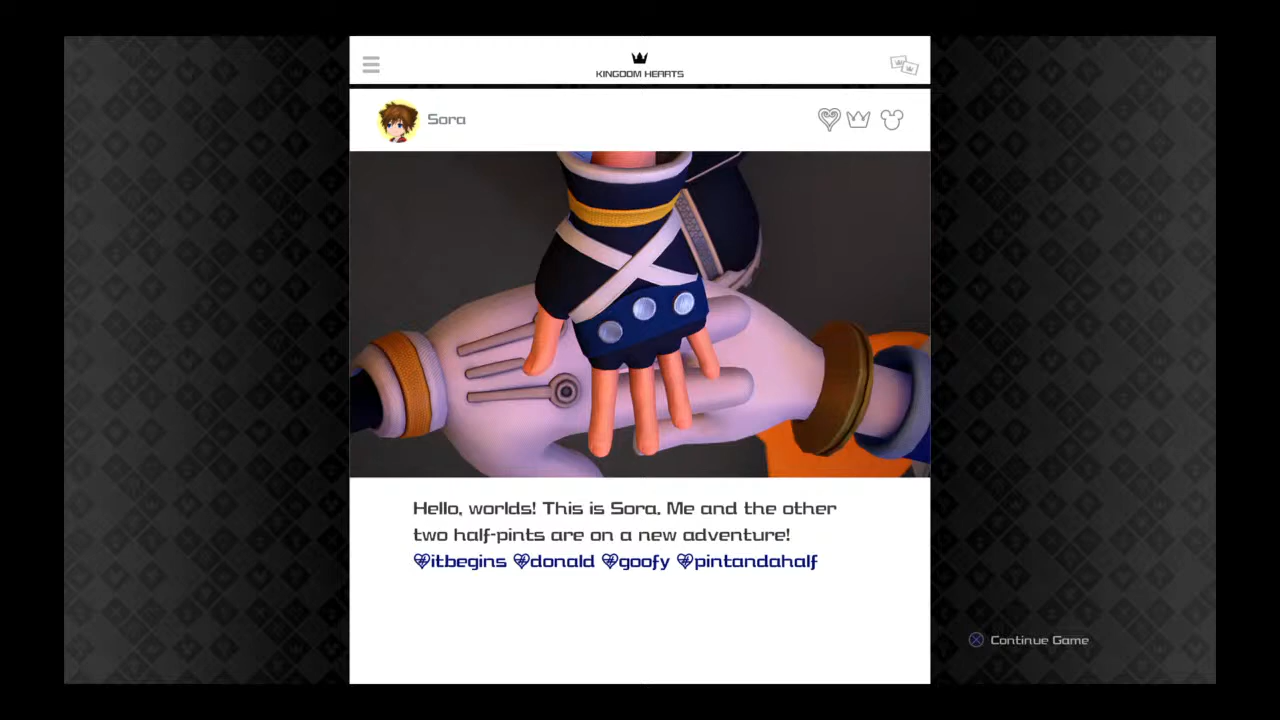 KINGDOM HEARTS
Sora
Hello, worlds! This is Sora. Me and the other
two half-pints are on a new adventure!
itbegins donald goofy pintandahalf
Continue Game